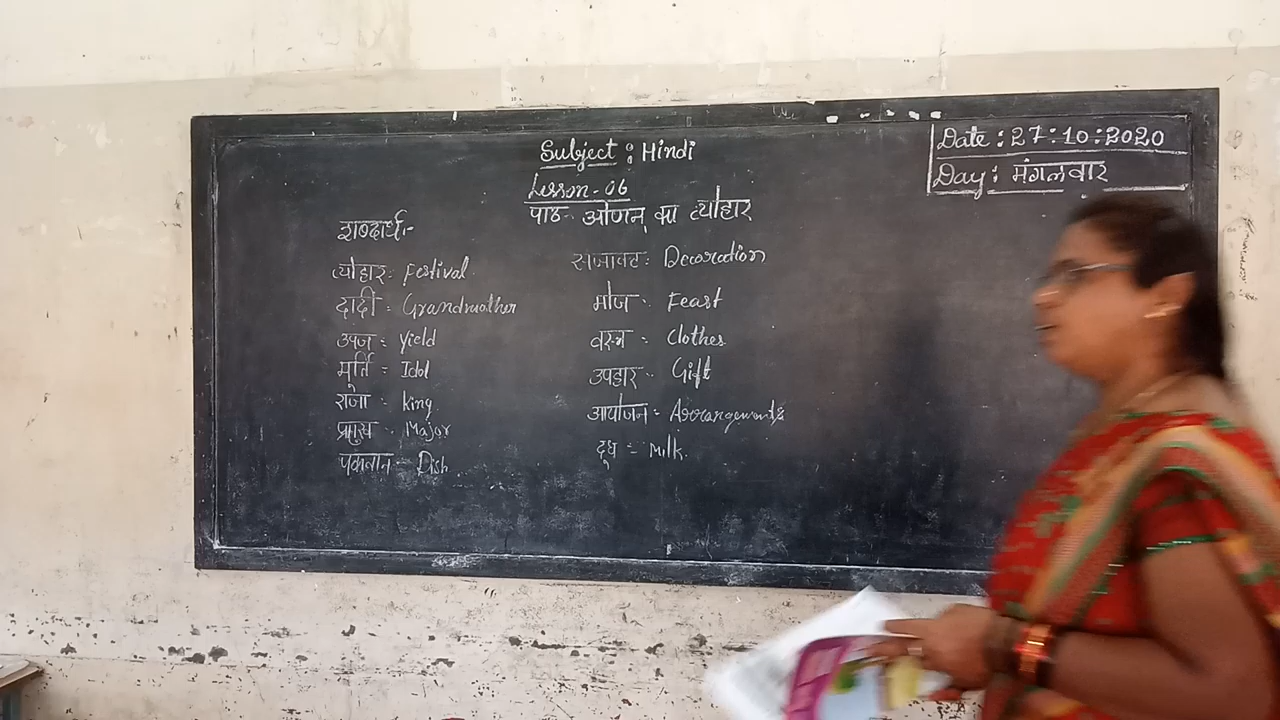 Subject : Hindi
Date : 27:10:2020
Day: मंगलवार
Lesson-06
पाठ- ओणम् का त्योहार
शब्दार्थ:-
त्योहार: Festival
दादी : Grandmother
उपज : Yield
मूर्ति = Idol
राजा : King
प्रमुख - Major
पकवान - Dish
सजावट : Decoration
भोज - Feast
वस्त्र = Clothes
उपहार - Gift
आयोजन = Arrangements
दूध = Milk